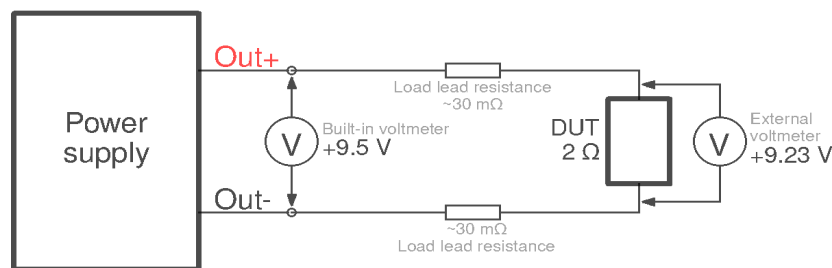 Power
supply
Out+
Out-
V
Built-in voltmeter
+9.5 V
Load lead resistance
~30 mΩ
~30 mΩ
Load lead resistance
DUT
2 Ω
V
External
voltmeter
+9.23 V